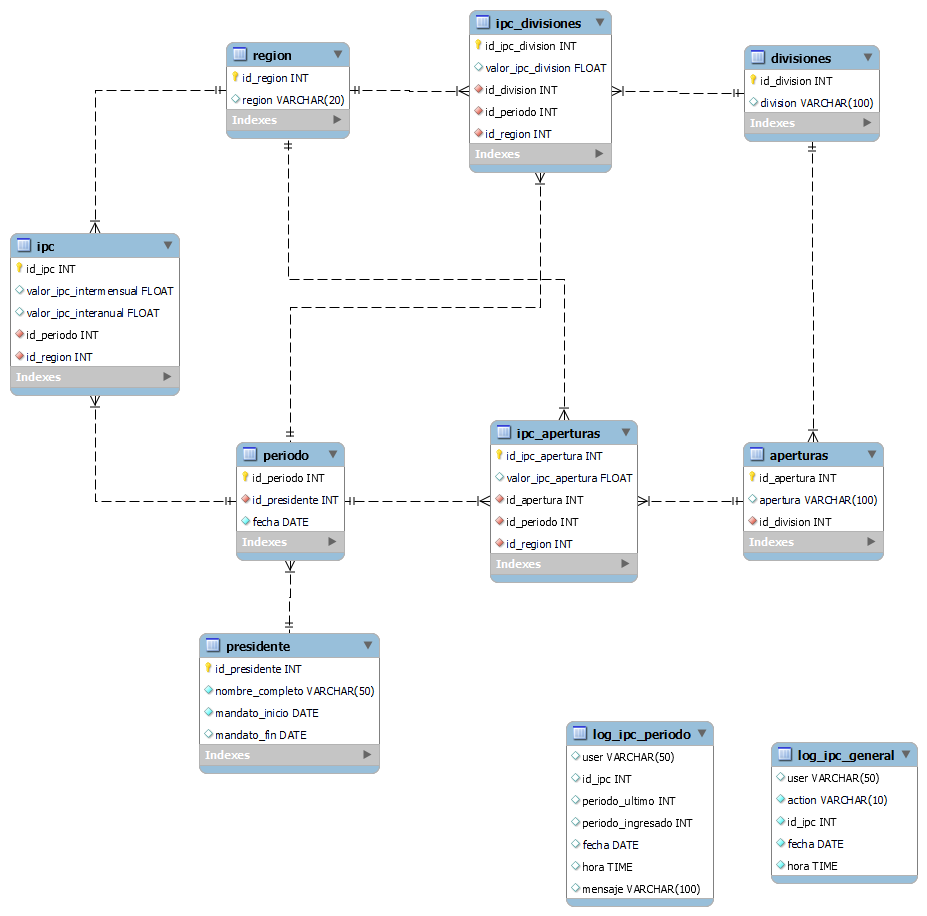 region
id_region INT
region VARCHAR(20)
Indexes
ipc_divisiones
id_ipc_division INT
valor_ipc_division FLOAT
id_division INT
id_periodo INT
id_region INT
Indexes
divisiones
id_division INT
division VARCHAR(100)
Indexes
ipc
id_ipc INT
valor_ipc_intermensual FLOAT
valor_ipc_interanual FLOAT
id_periodo INT
id_region INT
Indexes
periodo
id_periodo INT
id_presidente INT
fecha DATE
Indexes
ipc_aperturas
id_ipc_apertura INT
valor_ipc_apertura FLOAT
id_apertura INT
id_periodo INT
id_region INT
Indexes
aperturas
id_apertura INT
apertura VARCHAR(100)
id_division INT
Indexes
presidente
id_presidente INT
nombre_completo VARCHAR(50)
mandato_inicio DATE
mandato_fin DATE
Indexes
log_ipc_periodo
user VARCHAR(50)
id_ipc INT
periodo_ultimo INT
periodo_ingresado INT
fecha DATE
hora TIME
mensaje VARCHAR(100)
log_ipc_general
user VARCHAR(50)
action VARCHAR(10)
id_ipc INT
fecha DATE
hora TIME